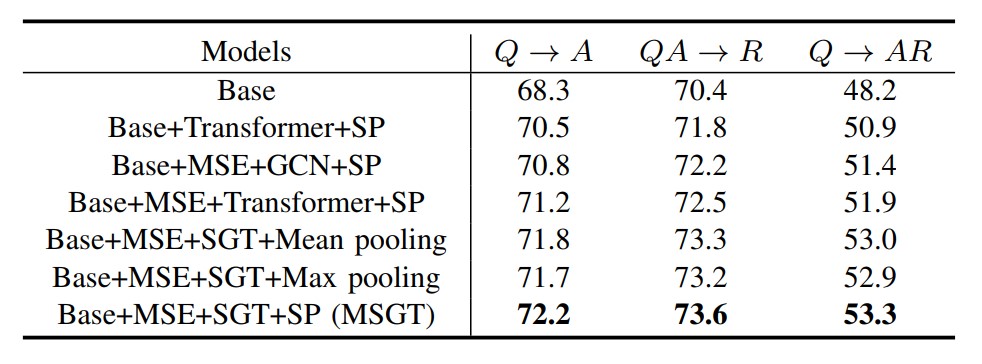 Models Q → A QA → R Q → AR
Base 68.3 70.4 48.2
Base+Transformer+SP 70.5 71.8 50.9
Base+MSE+GCN+SP 70.8 72.2 51.4
Base+MSE+Transformer+SP 71.2 72.5 51.9
Base+MSE+SGT+Mean pooling 71.8 73.3 53.0
Base+MSE+SGT+Max pooling 71.7 73.2 52.9
Base+MSE+SGT+SP (MSGT) 72.2 73.6 53.3